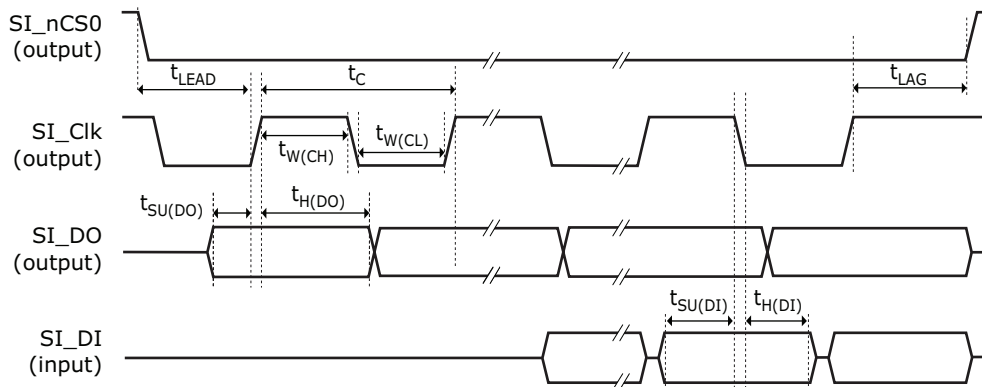 SI_nCS0
(output)
tLEAD
tC
tLAG
SI_Clk
(output)
tW(CH)
tW(CL)
tSU(DO)
tH(DO)
SI_DO
(output)
tSU(DI)
tH(DI)
SI_DI
(input)